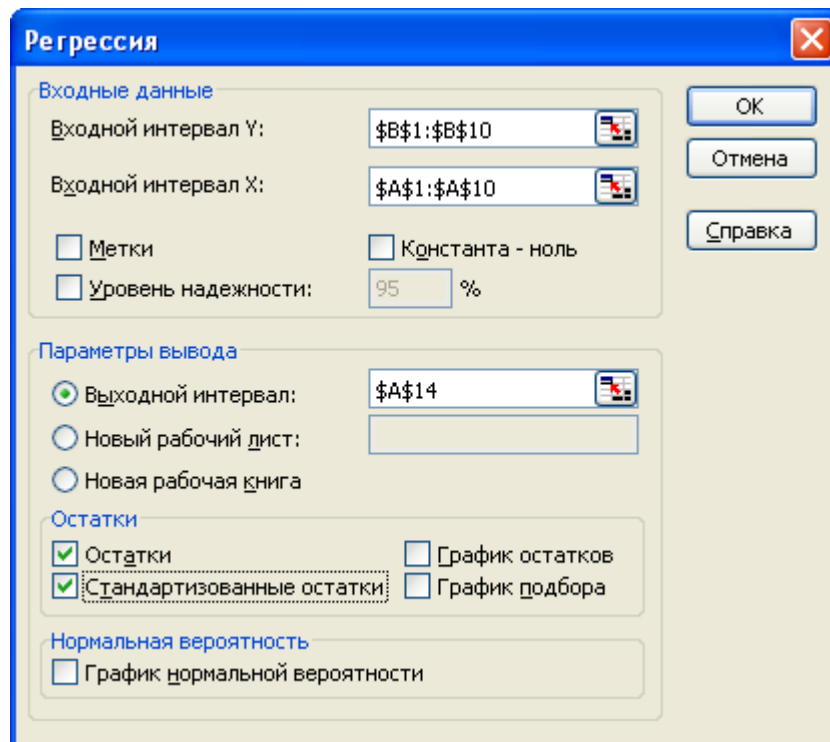 Регрессия
Входные данные
Входной интервал Y: $B$1:$B$10
Входной интервал X: $A$1:$A$10
Метки Константа - ноль
Уровень надежности: 95 %
Параметры вывода
Выходной интервал: $A$14
Новый рабочий лист:
Новая рабочая книга
Остатки
Остатки График остатков
Стандартизованные остатки График подбора
Нормальная вероятность
График нормальной вероятности
OK
Отмена
Справка